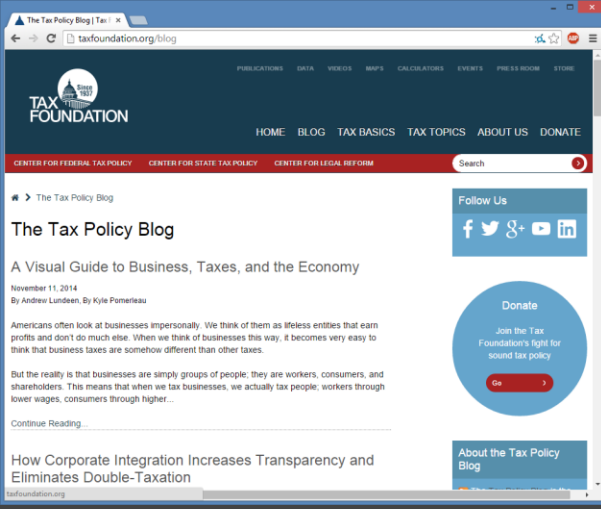 The Tax Policy Blog | Tax
taxfoundation.org/blog
ABP
PUBLICATIONS DATA VIDEOS MAPS CALCULATORS EVENTS PRESS ROOM STORE
Since
1937
TAX
FOUNDATION
HOME BLOG TAX BASICS TAX TOPICS ABOUT US DONATE
CENTER FOR FEDERAL TAX POLICY CENTER FOR STATE TAX POLICY CENTER FOR LEGAL REFORM
Search
The Tax Policy Blog
The Tax Policy Blog
A Visual Guide to Business, Taxes, and the Economy
November 11, 2014
By Andrew Lundeen, By Kyle Pomerleau
Americans often look at businesses impersonally. We think of them as lifeless entities that earn
profits and don't do much else. When we think of businesses this way, it becomes very easy to
think that business taxes are somehow different than other taxes.
But the reality is that businesses are simply groups of people; they are workers, consumers, and
shareholders. This means that when we tax businesses, we actually tax people; workers through
lower wages, consumers through higher...
Continue Reading...
How Corporate Integration Increases Transparency and
Eliminates Double-Taxation
Follow Us
Donate
Join the Tax
Foundation's fight for
sound tax policy
Go
About the Tax Policy
Blog
taxfoundation.org